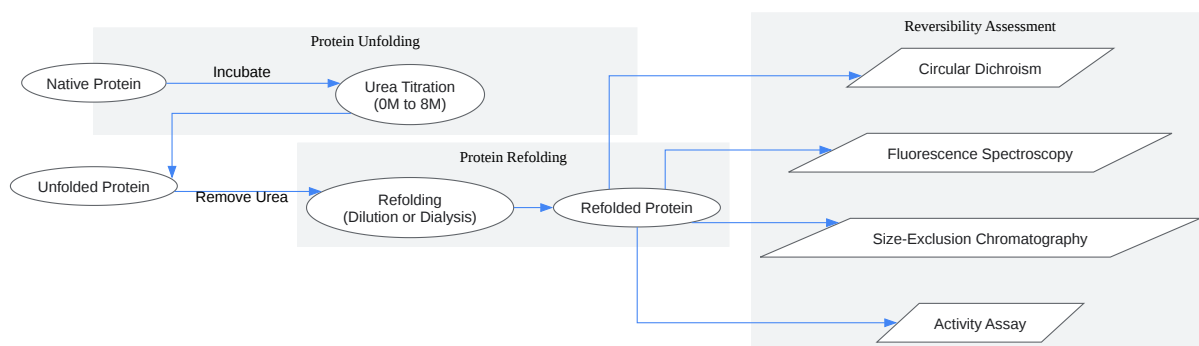 Protein Unfolding
Native Protein
Incubate
Urea Titration
(0M to 8M)
Unfolded Protein
Remove Urea
Protein Refolding
Refolding
(Dilution or Dialysis)
Refolded Protein
Reversibility Assessment
Circular Dichroism
Fluorescence Spectroscopy
Size-Exclusion Chromatography
Activity Assay